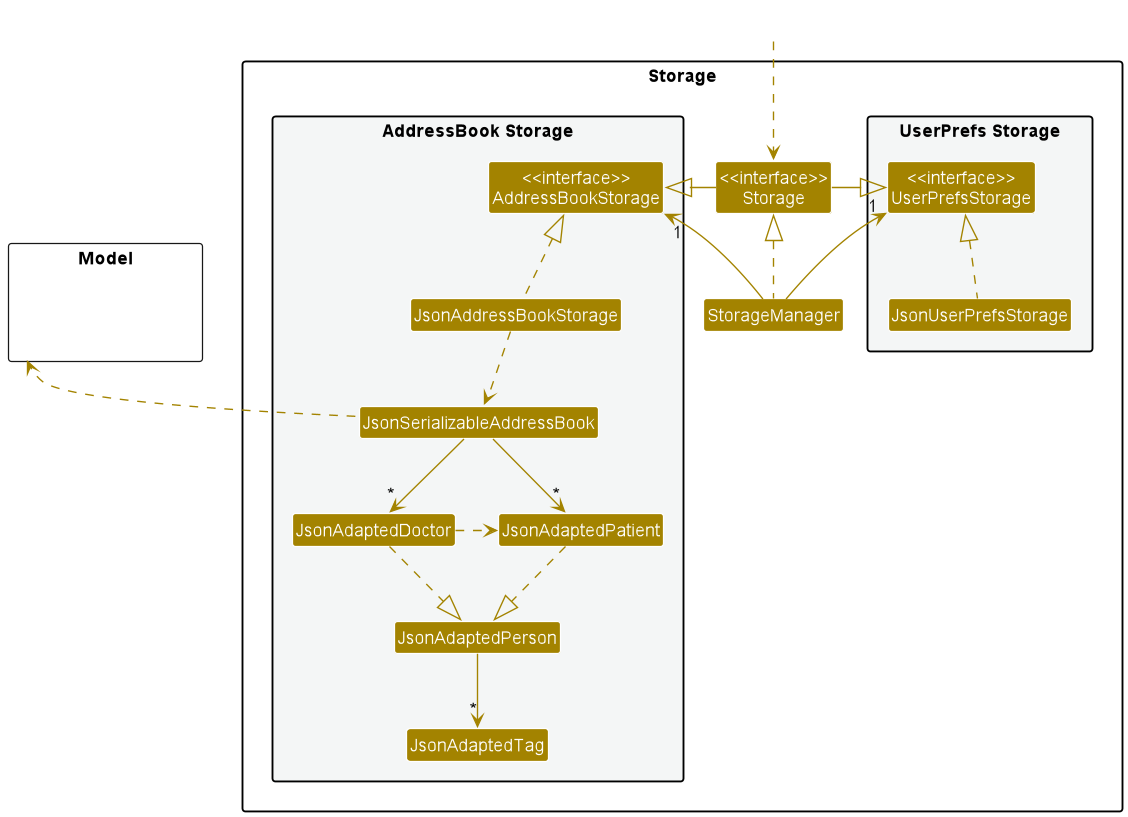 Storage
AddressBook Storage
UserPrefs Storage
<<interface>>
AddressBookStorage
<<interface>>
Storage
<<interface>>
UserPrefsStorage
1
1
Model
JsonAddressBookStorage
StorageManager
JsonUserPrefsStorage
JsonSerializableAddressBook
*
*
JsonAdaptedDoctor
JsonAdaptedPatient
JsonAdaptedPerson
*
JsonAdaptedTag